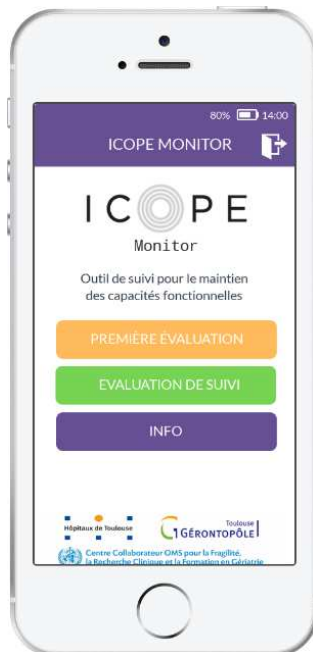 80% 14:00
ICOPE MONITOR
ICOPE
Monitor
Outil de suivi pour le maintien
des capacités fonctionnelles
PREMIÈRE ÉVALUATION
EVALUATION DE SUIVI
INFO
Hôpitaux de Toulouse
Toulouse
GÉRONTOPÔLE
Centre Collaborateur OMS pour la Fragilité,
la Recherche Clinique et la Formation en Gériatrie